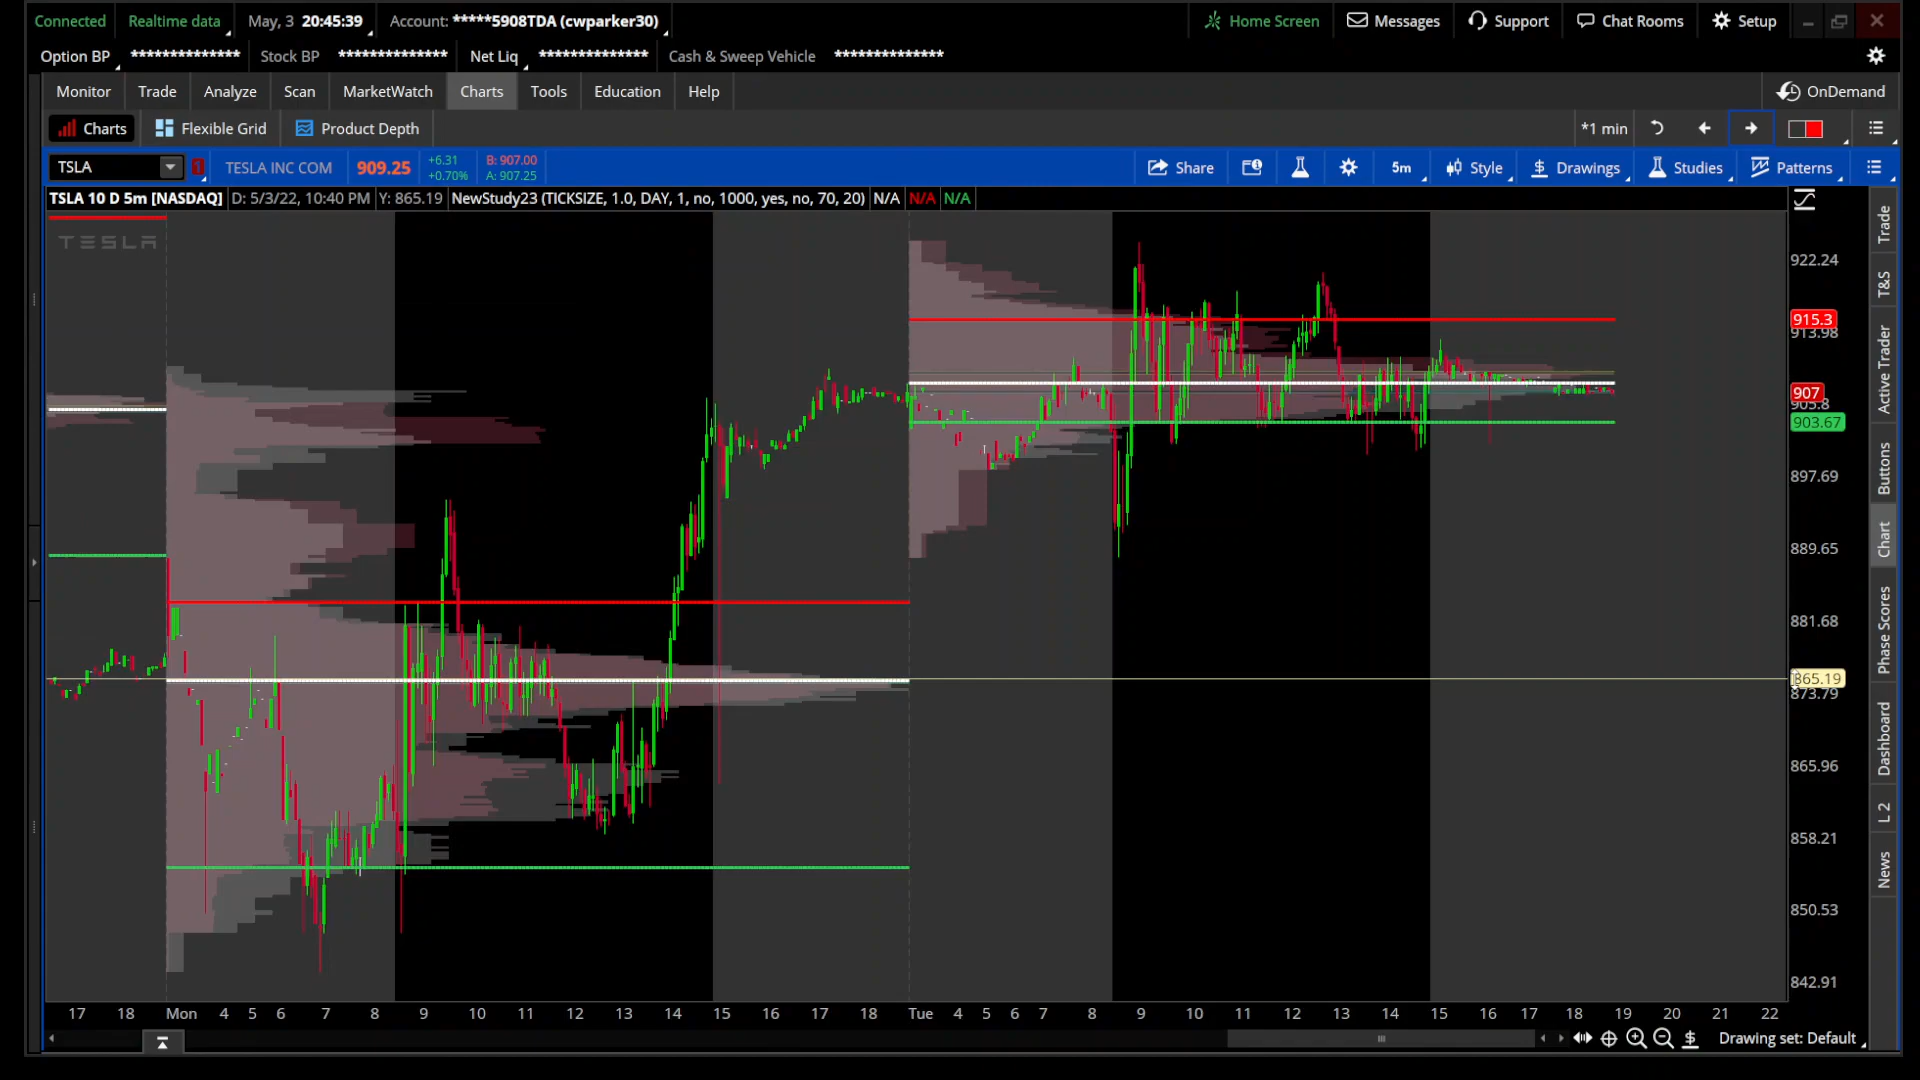 Connected Realtime data May, 3 20:45:39 Account: *****5908TDA (cwparker30) Home Screen Messages Support Chat Rooms Setup
Option BP ************** Stock BP ************** Net Liq ************** Cash & Sweep Vehicle **************
Monitor Trade Analyze Scan MarketWatch Charts Tools Education Help OnDemand
Charts Flexible Grid Product Depth *1 min
TSLA 1 TESLA INC COM 909.25 +6.31 +0.70% B: 907.00 A: 907.25 Share 5m Style Drawings Studies Patterns
TSLA 10 D 5m [NASDAQ] D: 5/3/22, 10:40 PM Y: 865.19 NewStudy23 (TICKSIZE, 1.0, DAY, 1, no, 1000, yes, no, 70, 20) N/A N/A N/A
TESLA
922.24
915.3
913.98
907
905.8
903.67
897.69
889.65
881.68
865.19
873.79
865.96
858.21
850.53
842.91
Trade
T&S
Active Trader
Buttons
Chart
Phase Scores
Dashboard
L 2
News
17 18 Mon 4 5 6 7 8 9 10 11 12 13 14 15 16 17 18 Tue 4 5 6 7 8 9 10 11 12 13 14 15 16 17 18 19 20 21 22
Drawing set: Default